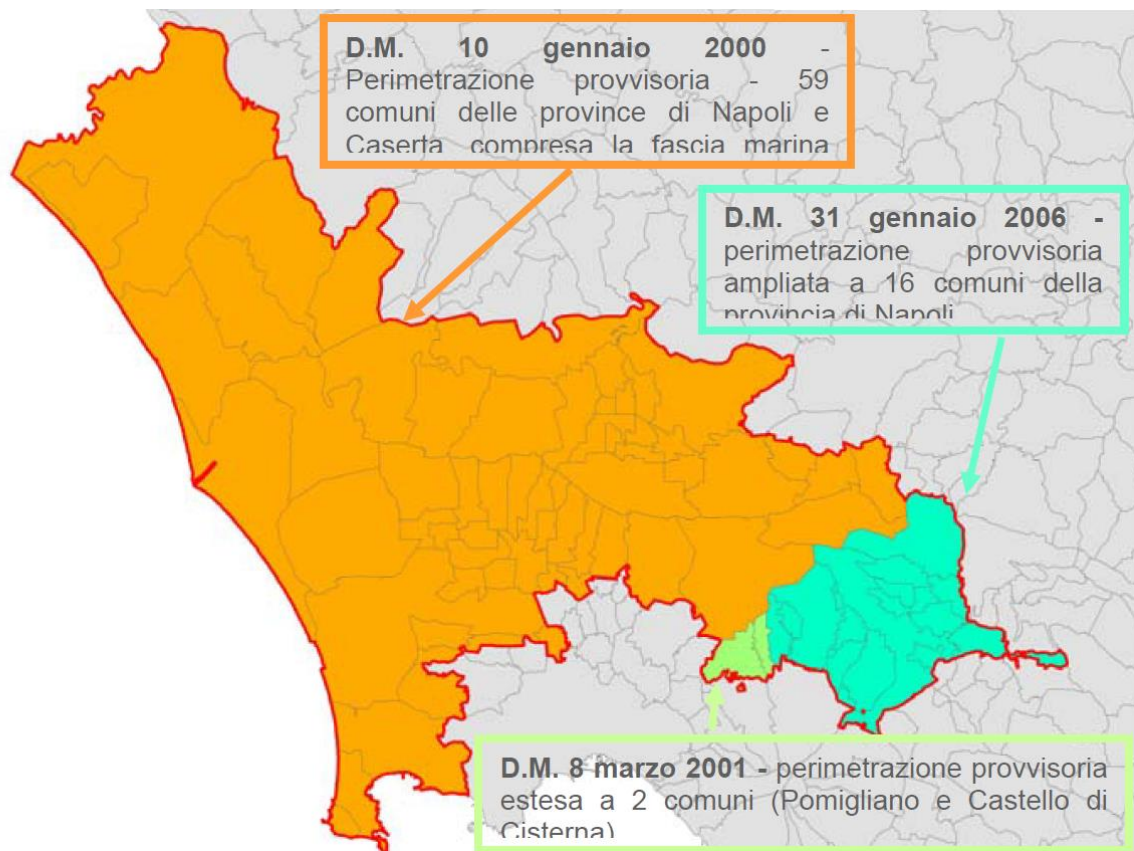 D.M. 10 gennaio 2000 -
Perimetrazione provvisoria - 59
comuni delle province di Napoli e
Caserta compresa la fascia marina
D.M. 31 gennaio 2006 -
perimetrazione provvisoria
ampliata a 16 comuni della
provincia di Napoli
D.M. 8 marzo 2001 - perimetrazione provvisoria
estesa a 2 comuni (Pomigliano e Castello di
Cisterna)